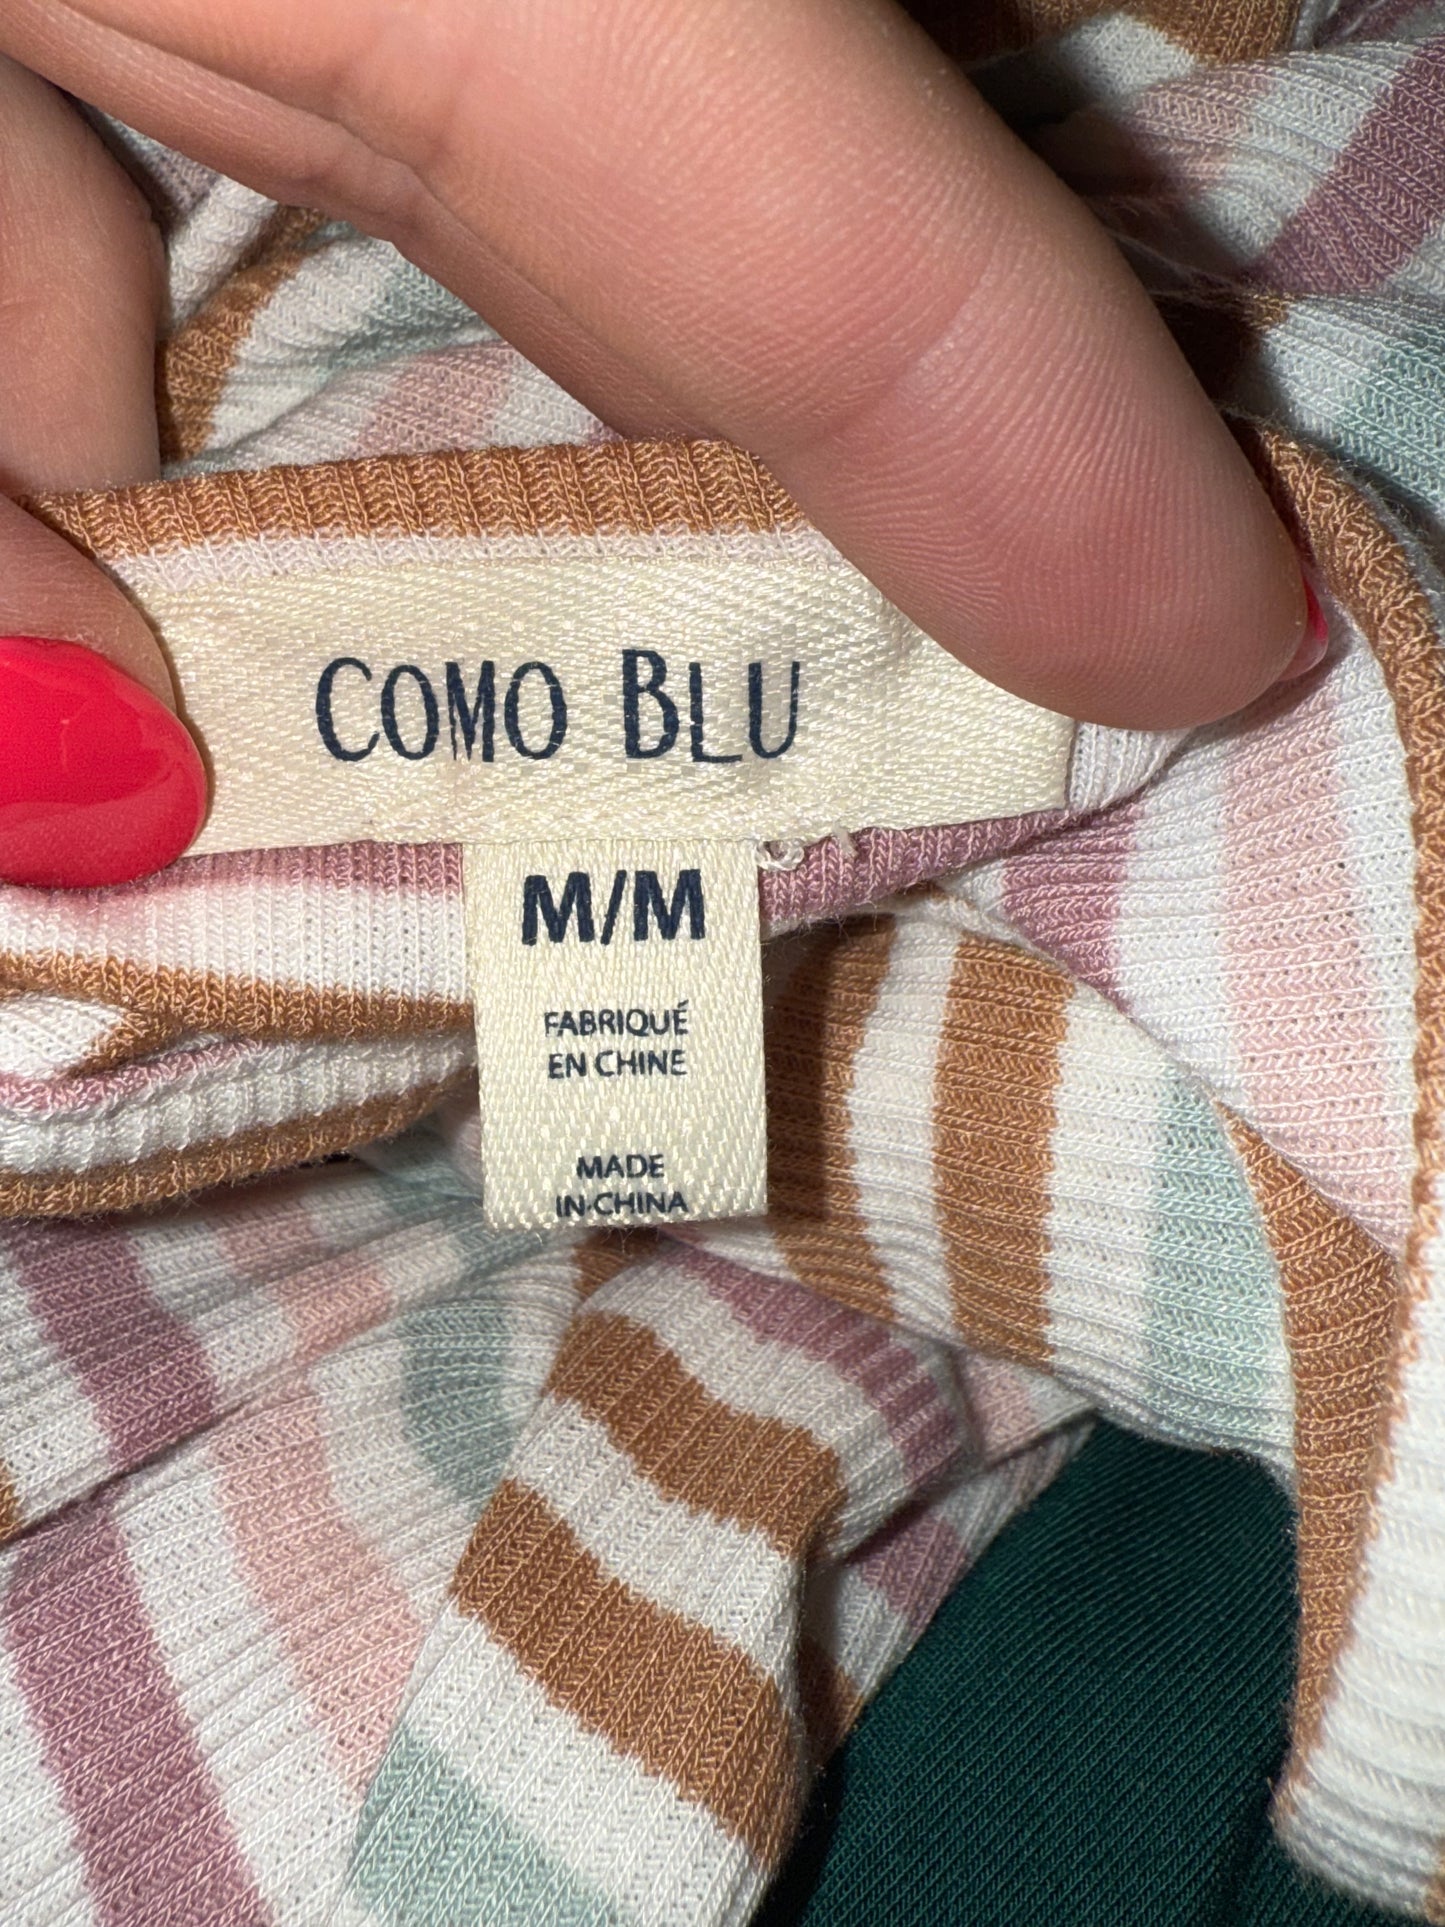 COMO BLU
M/M
FABRIQUÉ
EN CHINE
MADE
IN CHINA